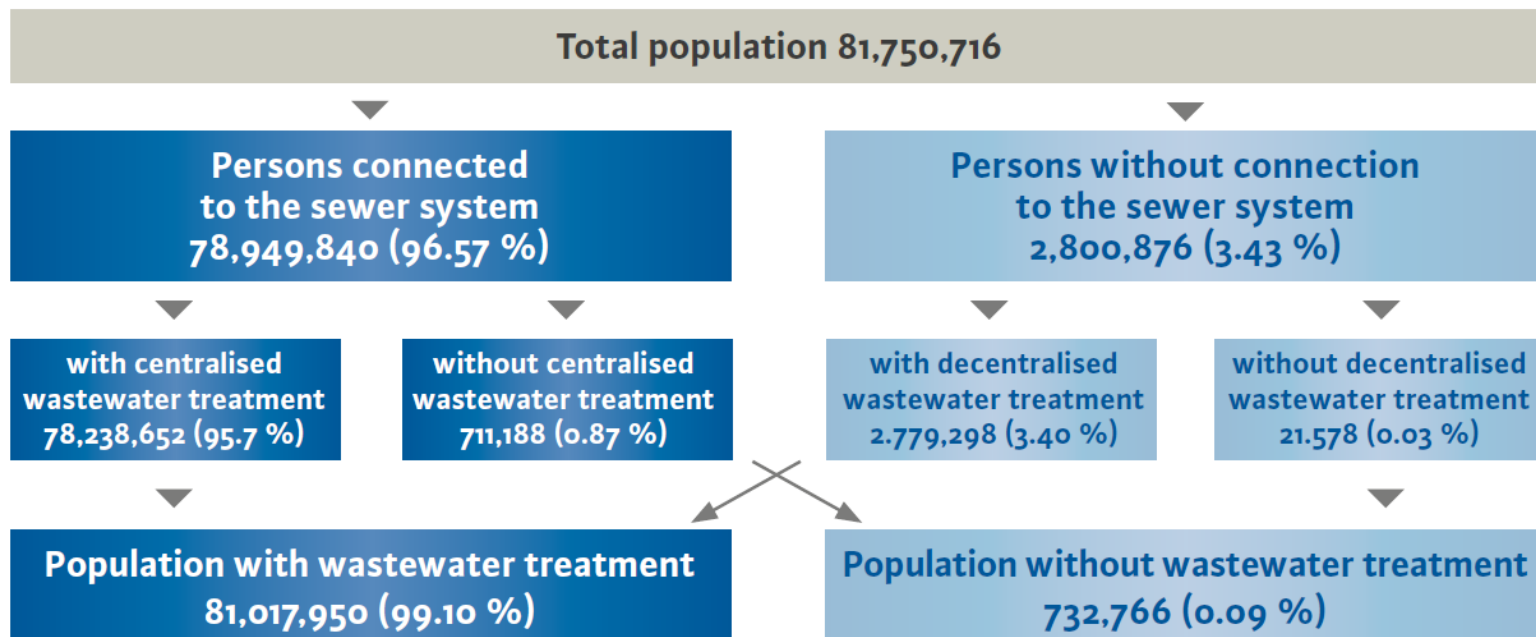 Total population 81,750,716
Persons connected
to the sewer system
78,949,840 (96.57 %)
Persons without connection
to the sewer system
2,800,876 (3.43 %)
with centralised
wastewater treatment
78,238,652 (95.7 %)
without centralised
wastewater treatment
711,188 (0.87 %)
with decentralised
wastewater treatment
2.779,298 (3.40 %)
without decentralised
wastewater treatment
21.578 (0.03 %)
Population with wastewater treatment
81,017,950 (99.10 %)
Population without wastewater treatment
732,766 (0.09 %)